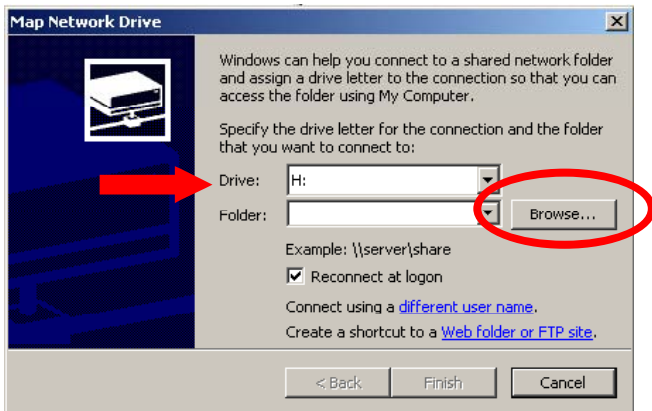 Map Network Drive
Windows can help you connect to a shared network folder
and assign a drive letter to the connection so that you can
access the folder using My Computer.
Specify the drive letter for the connection and the folder
that you want to connect to:
Drive: H:
Folder: Browse...
Example: \\server\share
Reconnect at logon
Connect using a different user name.
Create a shortcut to a Web folder or FTP site.
< Back Finish Cancel